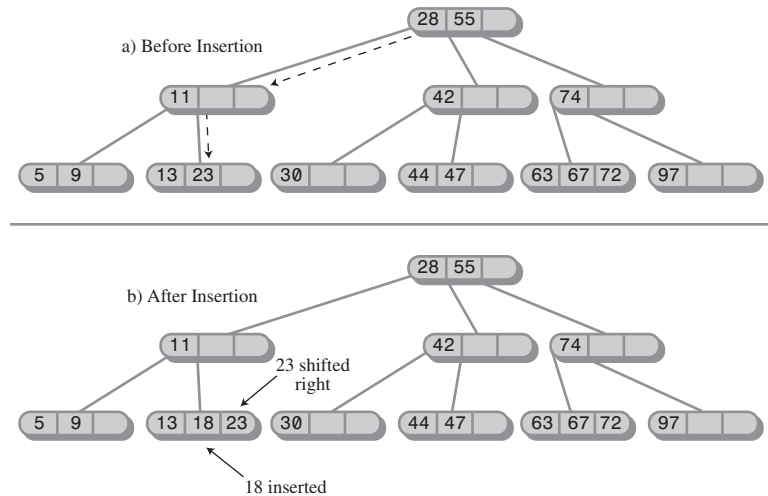 28 55
a) Before Insertion
11
42
74
5 9
13 23
30
44 47
63 67 72
97
28 55
b) After Insertion
11
42
74
23 shifted
right
5 9
13 18 23
30
44 47
63 67 72
97
18 inserted